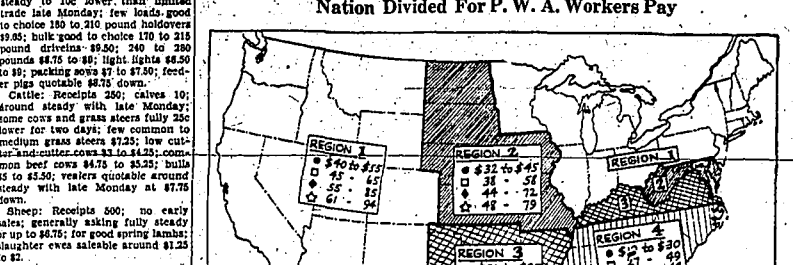 steady to 10c lower than limited
trade late Monday; few loads good
to choice 180 to 210 pound holdovers
$9.65; bulk good to choice 170 to 215
pound driveins $9.50; 240 to 280
pounds $8.75 to $9; light lights $8.50
to $9; packing sows $7 to $7.50; feed-
er pigs quotable $8.75 down.
Cattle: Receipts 250; calves 10;
around steady with late Monday;
some cows and grass steers fully 25c
lower for two days; few common to
medium grass steers $7.25; low cut-
ter and cutter cows $3 to $4.25; com-
mon beef cows $4.75 to $5.25; bulls
$5 to $5.50; vealers quotable around
steady with late Monday at $7.75
down.
Sheep: Receipts 500; no early
sales; generally asking fully steady
or up to $8.75; for good spring lambs;
slaughter ewes saleable around $1.25
to $2.
Nation Divided For P. W. A. Workers Pay
REGION 1
$40 to $55
45 - 65
55 - 85
61 - 94
REGION 2
$32 to $45
38 - 58
44 - 72
48 - 79
REGION 1
2
3
REGION 3
REGION 4
to $30
49